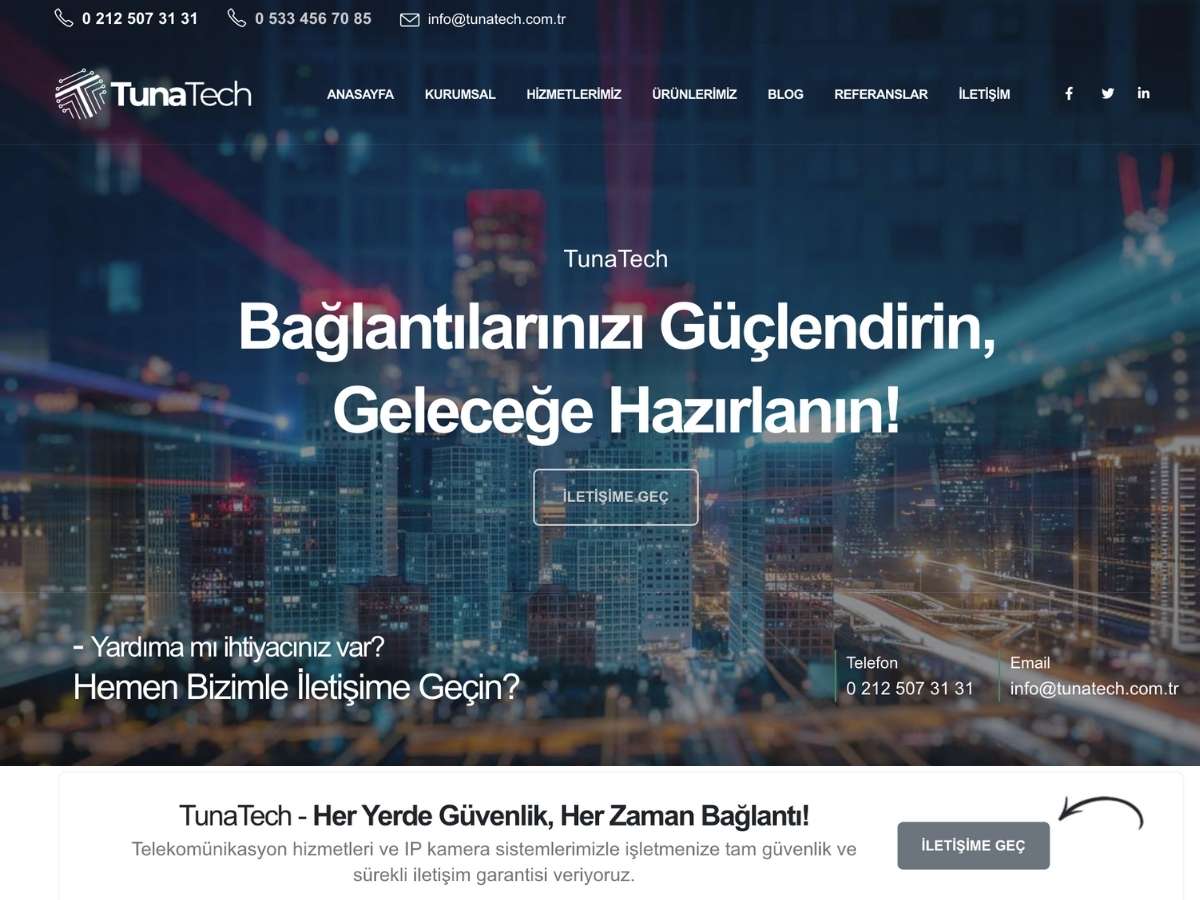 0 212 507 31 31 0 533 456 70 85 info@tunatech.com.tr
TunaTech ANASAYFA KURUMSAL HİZMETLERİMİZ ÜRÜNLERİMİZ BLOG REFERANSLAR İLETİŞİM
TunaTech
Bağlantılarınızı Güçlendirin,
Geleceğe Hazırlanın!
İLETİŞİME GEÇ
- Yardıma mı ihtiyacınız var?
Hemen Bizimle İletişime Geçin?
Telefon
0 212 507 31 31
Email
info@tunatech.com.tr
TunaTech - Her Yerde Güvenlik, Her Zaman Bağlantı!
Telekomünikasyon hizmetleri ve IP kamera sistemlerimizle işletmenize tam güvenlik ve
sürekli iletişim garantisi veriyoruz.
İLETİŞİME GEÇ